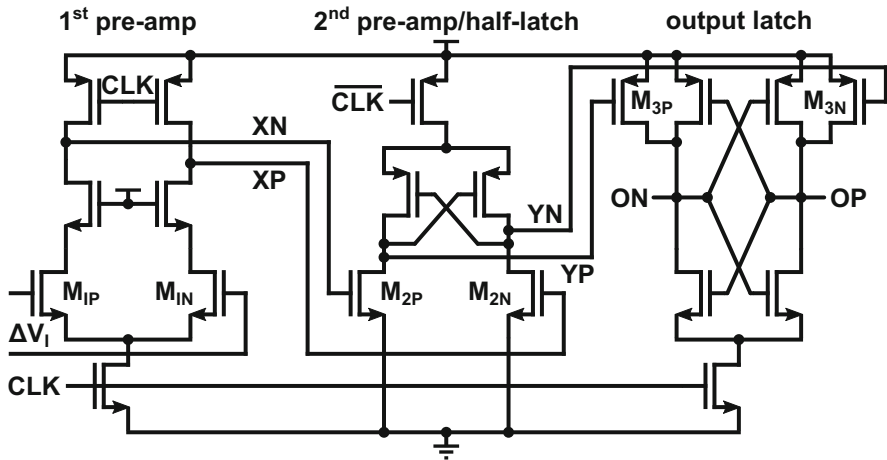 1st pre-amp
2nd pre-amp/half-latch
output latch
CLK
CLK
M3P
M3N
XN
XP
YN
ON
OP
YP
MIP
MIN
M2P
M2N
ΔVI
CLK